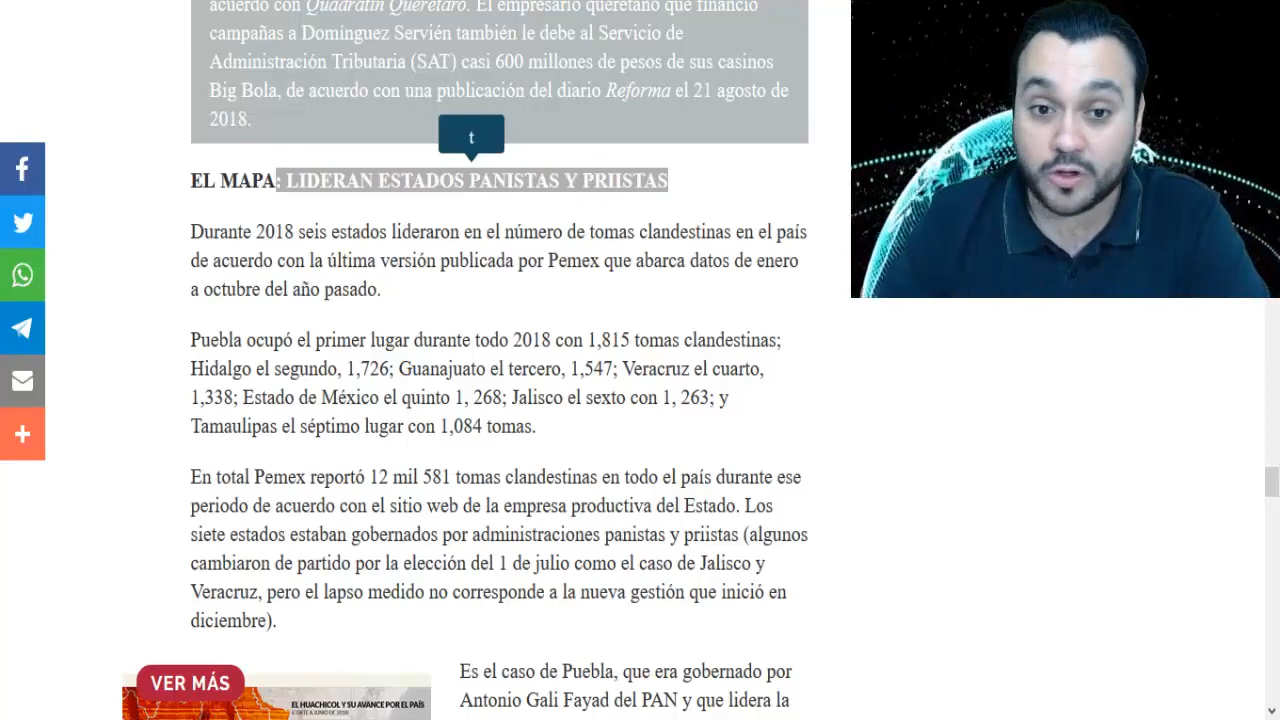 acuerdo con Quadratín Querétaro. El empresario queretano que financió
campañas a Domínguez Servién también le debe al Servicio de
Administración Tributaria (SAT) casi 600 millones de pesos de sus casinos
Big Bola, de acuerdo con una publicación del diario Reforma el 21 agosto de
2018.
t
EL MAPA: LIDERAN ESTADOS PANISTAS Y PRIISTAS
Durante 2018 seis estados lideraron en el número de tomas clandestinas en el país
de acuerdo con la última versión publicada por Pemex que abarca datos de enero
a octubre del año pasado.
Puebla ocupó el primer lugar durante todo 2018 con 1,815 tomas clandestinas;
Hidalgo el segundo, 1,726; Guanajuato el tercero, 1,547; Veracruz el cuarto,
1,338; Estado de México el quinto 1, 268; Jalisco el sexto con 1, 263; y
Tamaulipas el séptimo lugar con 1,084 tomas.
En total Pemex reportó 12 mil 581 tomas clandestinas en todo el país durante ese
periodo de acuerdo con el sitio web de la empresa productiva del Estado. Los
siete estados estaban gobernados por administraciones panistas y priistas (algunos
cambiaron de partido por la elección del 1 de julio como el caso de Jalisco y
Veracruz, pero el lapso medido no corresponde a la nueva gestión que inició en
diciembre).
VER MÁS
EL HUACHICOL Y SU AVANCE POR EL PAÍS
Es el caso de Puebla, que era gobernado por
Antonio Gali Fayad del PAN y que lidera la